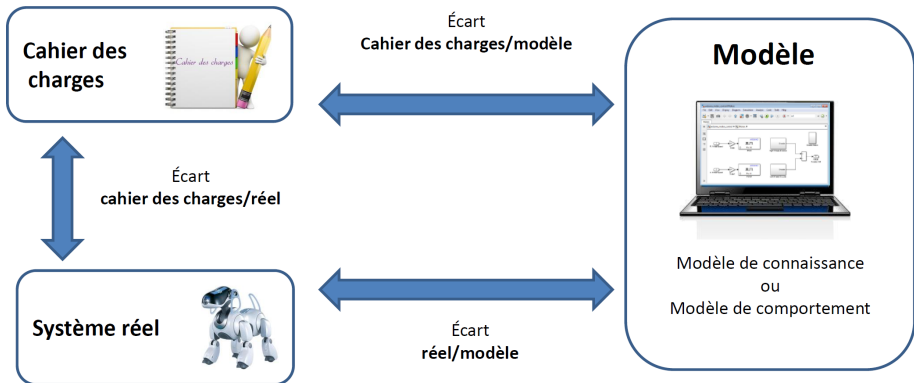 Cahier des
charges
Cahier des charges
Écart
Cahier des charges/modèle
Modèle
Écart
cahier des charges/réel
Système réel
Écart
réel/modèle
Modèle de connaissance
ou
Modèle de comportement